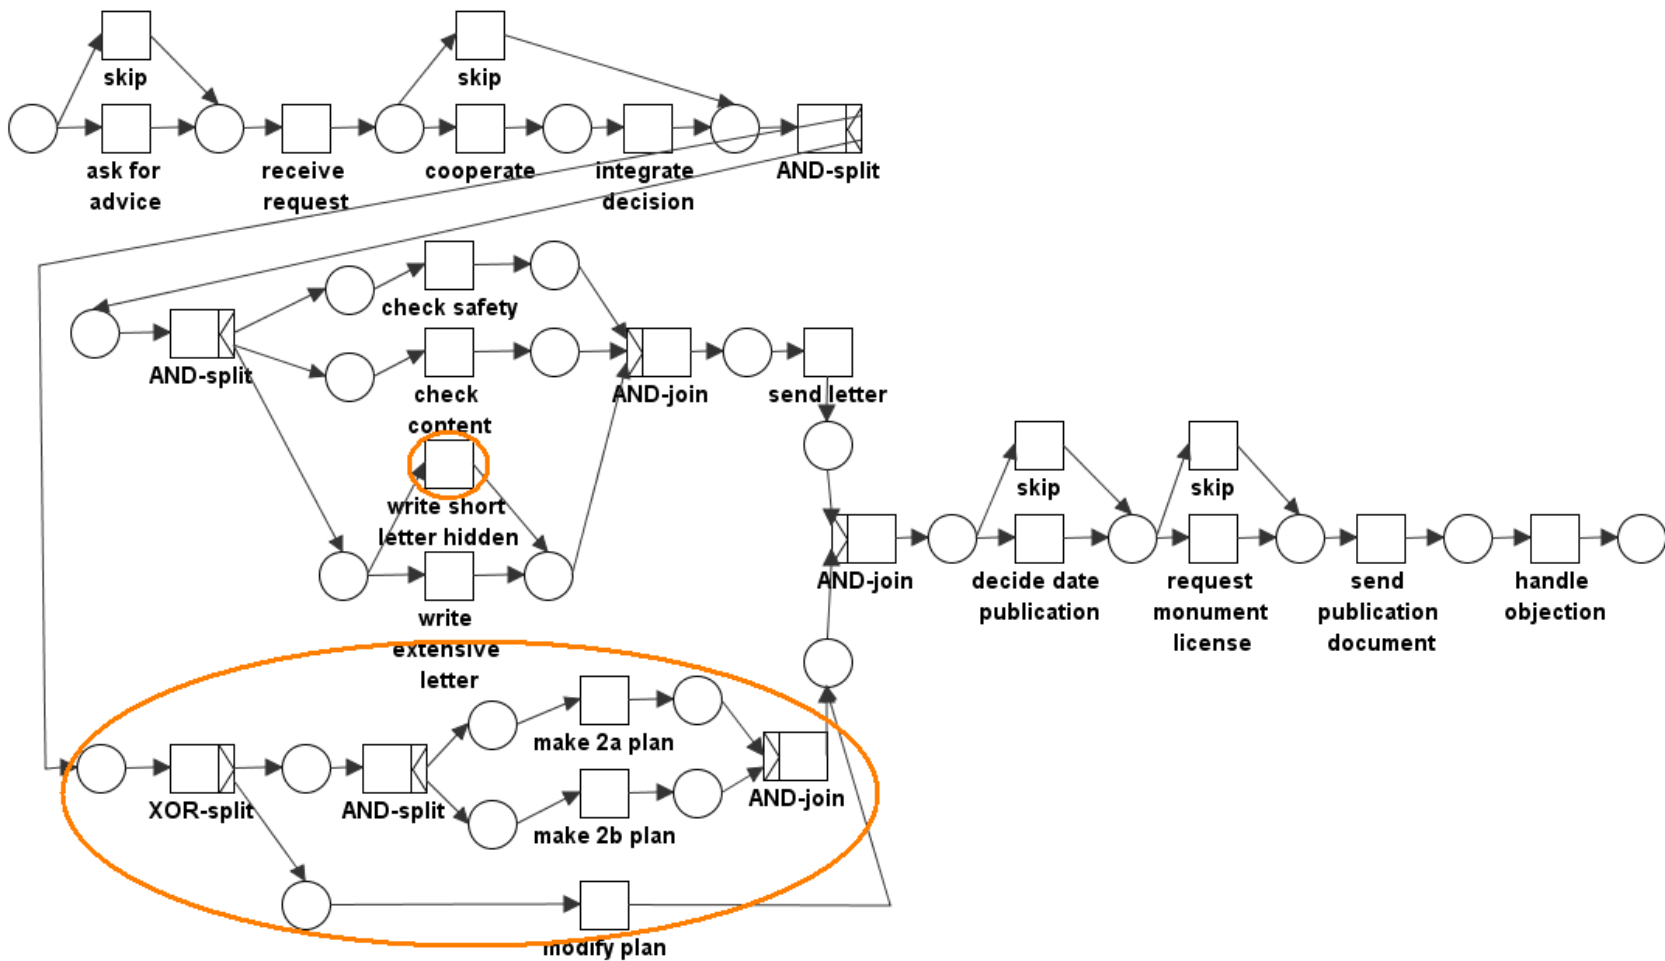 skip
skip
ask for
advice
receive
request
cooperate
integrate
decision
AND-split
check safety
AND-split
check
content
AND-join
send letter
write short
letter hidden
write
extensive
letter
skip
skip
AND-join
decide date
publication
request
monument
license
send
publication
document
handle
objection
make 2a plan
XOR-split
AND-split
make 2b plan
AND-join
modify plan